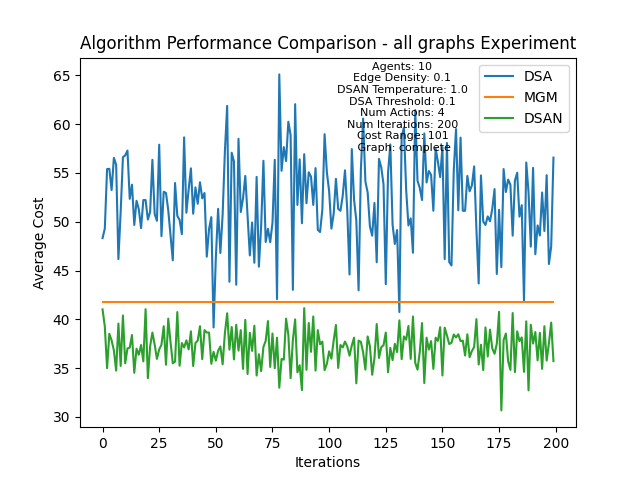 Algorithm Performance Comparison - all graphs Experiment
Agents: 10
Edge Density: 0.1
DSAN Temperature: 1.0
DSA Threshold: 0.1
Num Actions: 4
Num Iterations: 200
Cost Range: 101
Graph: complete
DSA
MGM
DSAN
Average Cost
65
60
55
50
45
40
35
30
0
25
50
75
100
125
150
175
200
Iterations